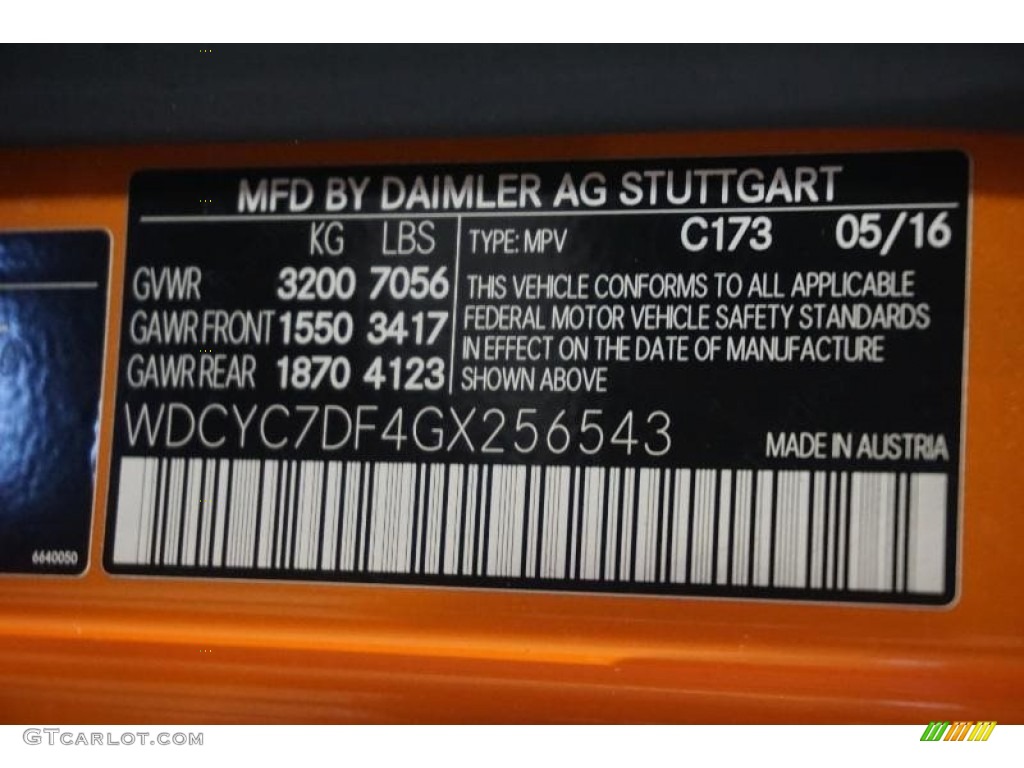 MFD BY DAIMLER AG STUTTGART
KG LBS
GVWR 3200 7056
GAWR FRONT 1550 3417
GAWR REAR 1870 4123
TYPE: MPV C173 05/16
THIS VEHICLE CONFORMS TO ALL APPLICABLE
FEDERAL MOTOR VEHICLE SAFETY STANDARDS
IN EFFECT ON THE DATE OF MANUFACTURE
SHOWN ABOVE
WDCYC7DF4GX256543
MADE IN AUSTRIA
6640050
GTCARLOT.COM